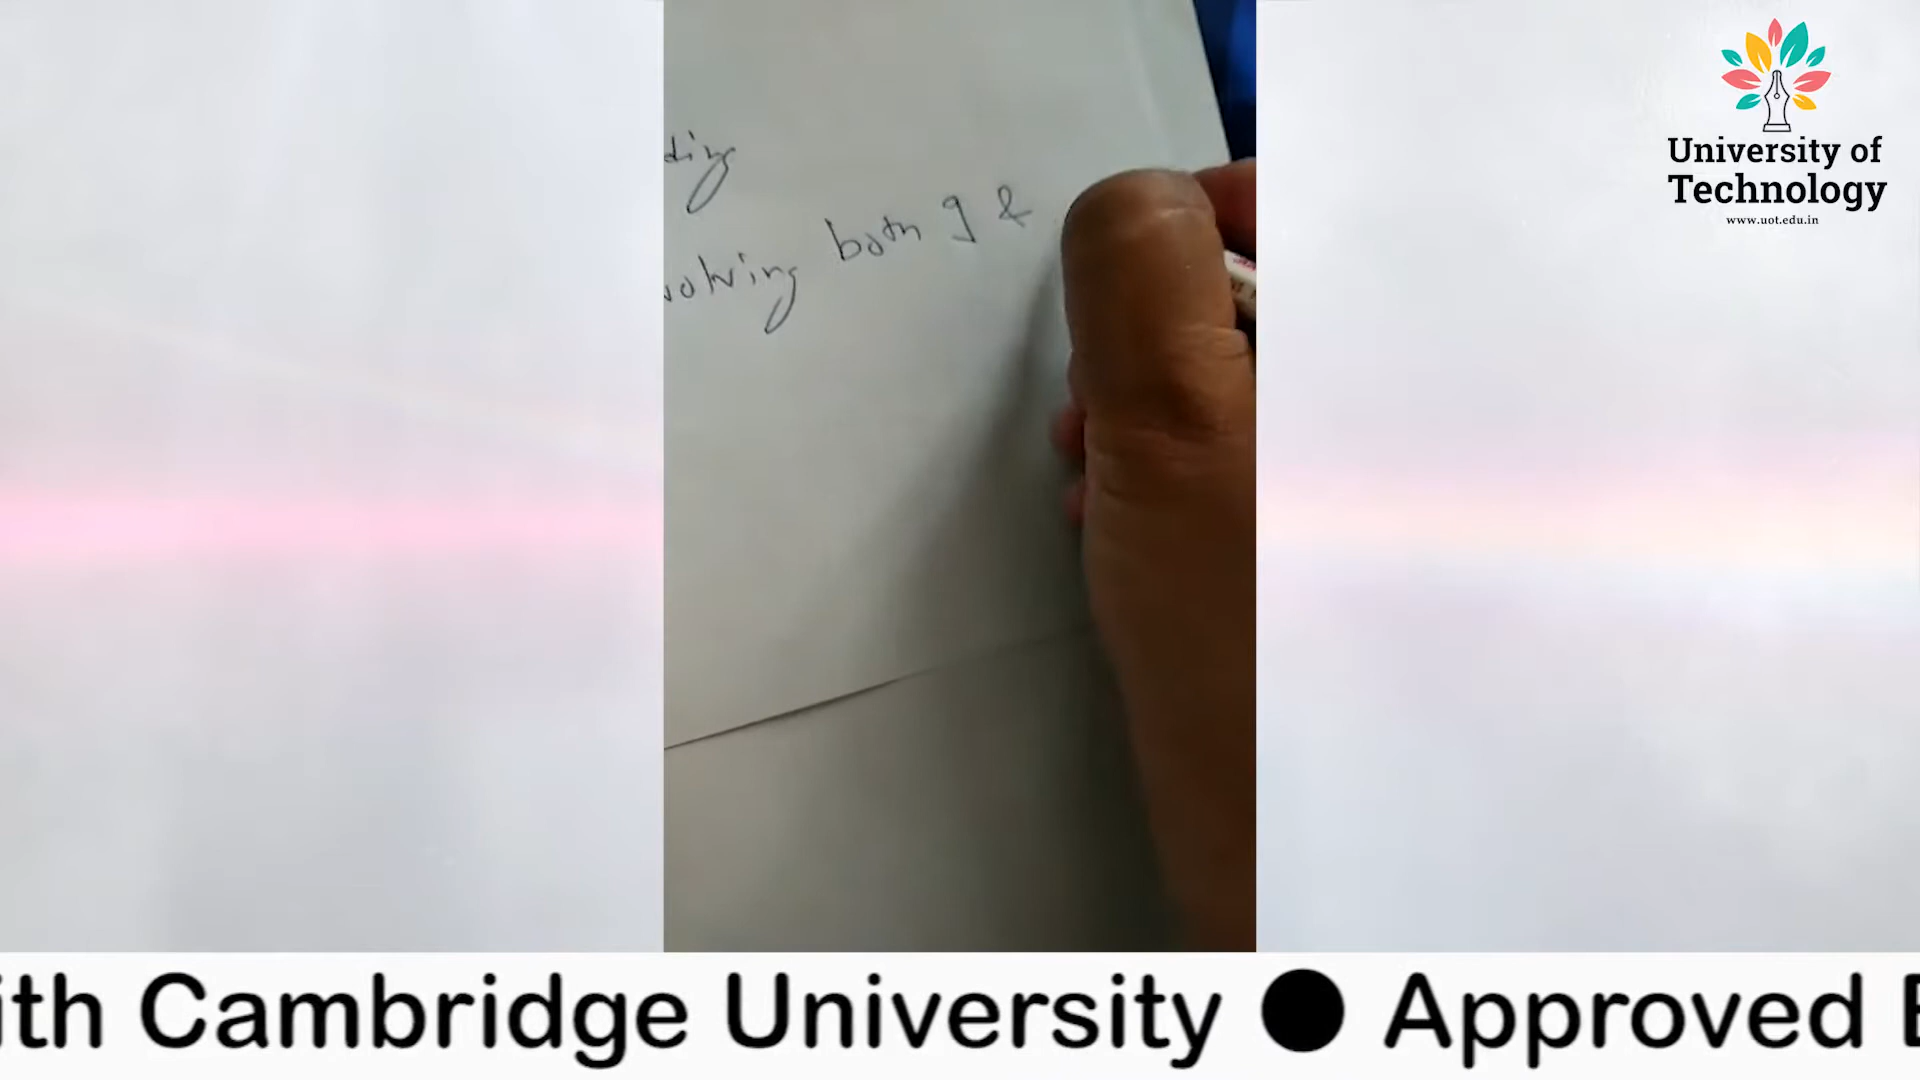 ding
volving both g &
University of
Technology
www.uot.edu.in
ith Cambridge University ● Approved